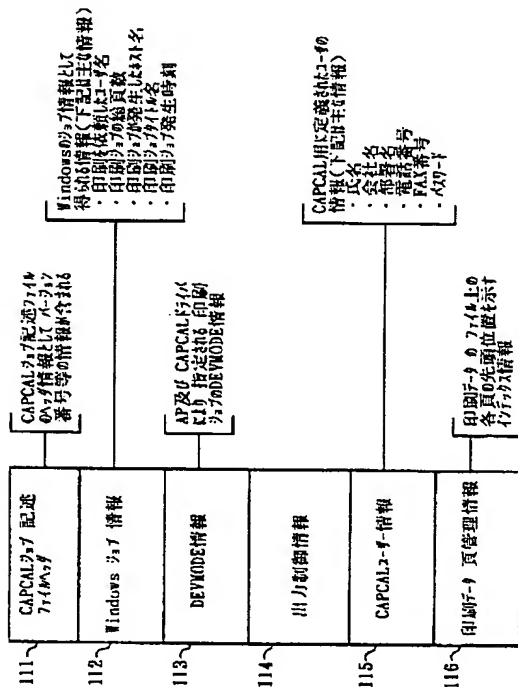 111
CAPCALジョブ 記述
ファイルヘッダ
CAPCALジョブ記述ファイル
のヘッダ情報として バージョン
番号等の情報が含まれる
112
Windows ジョブ 情報
Windowsのジョブ情報として
得られる情報(下記は主な情報)
・印刷を依頼したユーザ名
・印刷ジョブの総頁数
・印刷ジョブが発生したホスト名
・印刷ジョブタイトル名
・印刷ジョブ発生時刻
113
DEVMODE情報
AP及び CAPCALドライバ
により 指定される 印刷
ジョブのDEVMODE情報
114
出力制御情報
115
CAPCALユーザー情報
CAPCAL用に定義されたユーザの
情報(下記は主な情報)
・氏名
・会社名
・部署名
・電話番号
・FAX番号
・パスワード
116
印刷データ 頁管理情報
印刷データ の ファイル上の
各頁の先頭位置を示す
インデックス情報